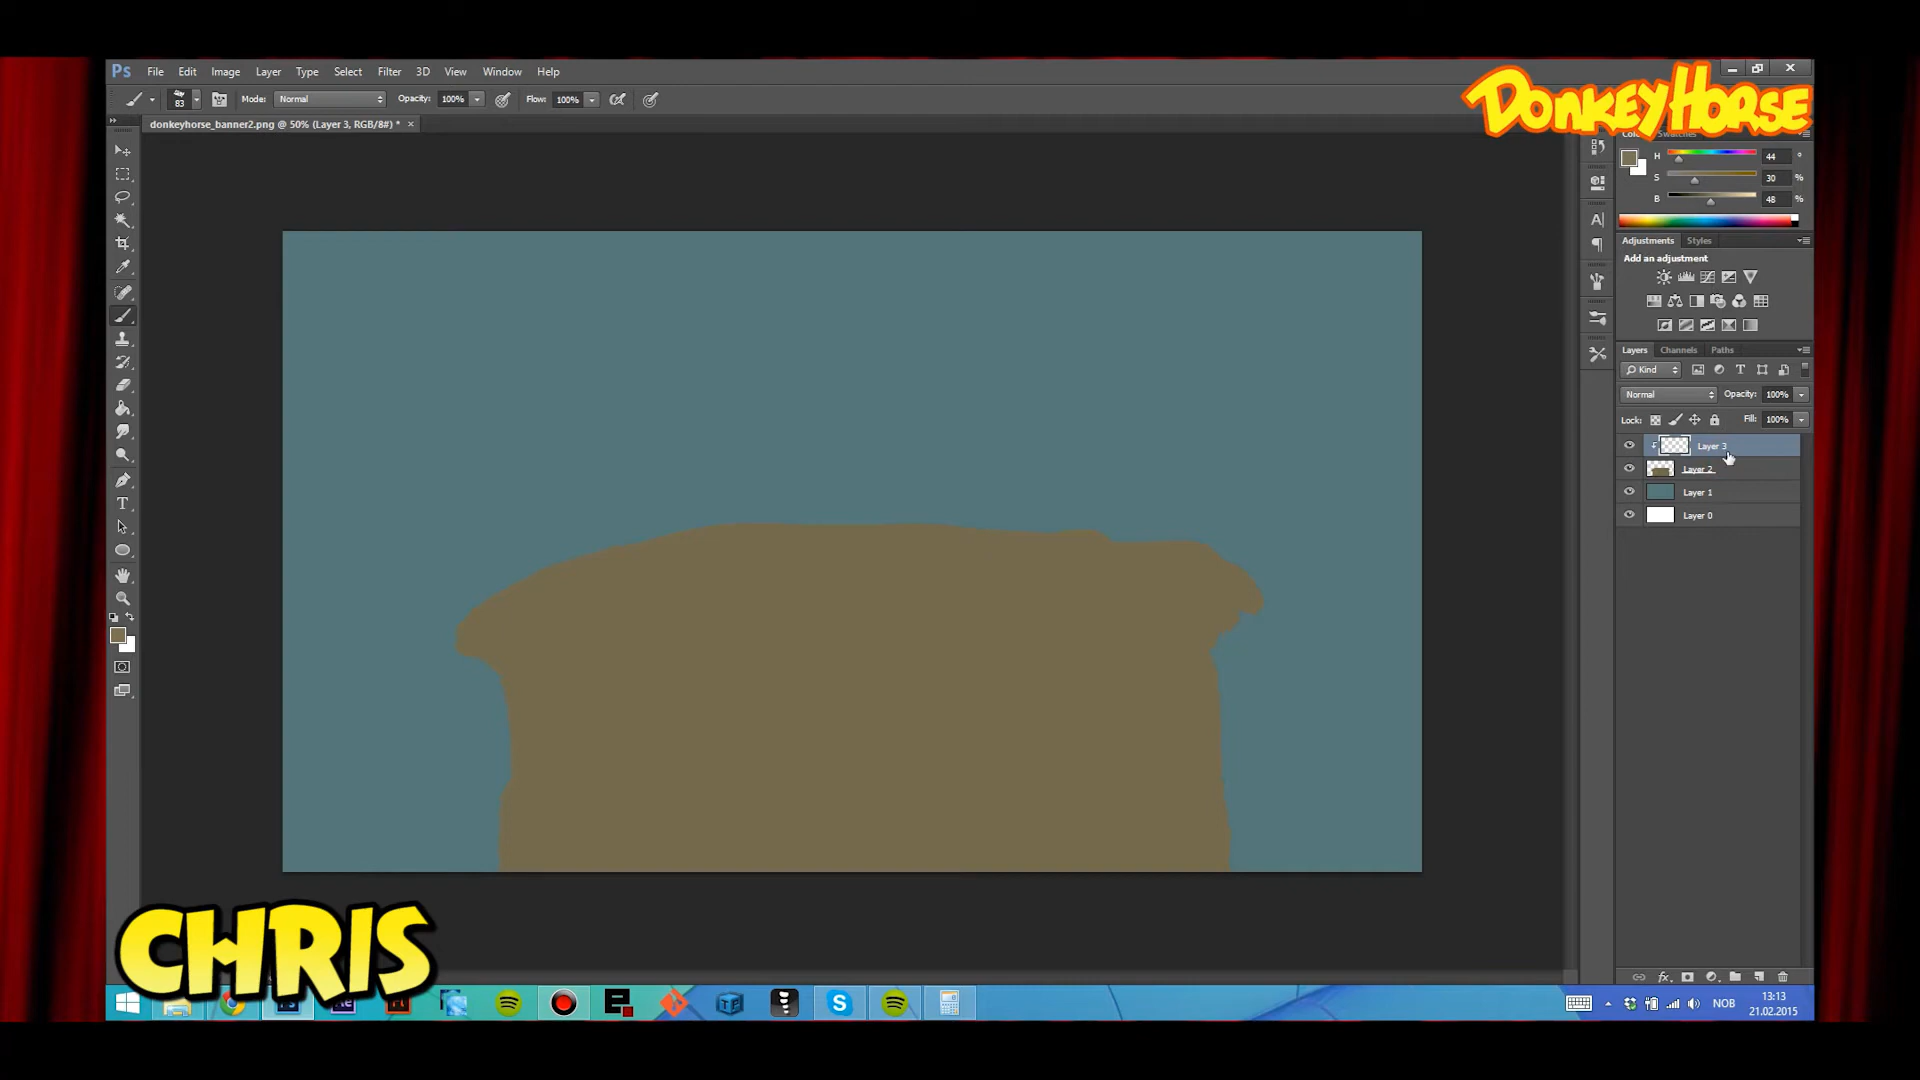 Ps File Edit Image Layer Type Select Filter 3D View Window Help
DONKEYHORSE
83 Mode: Normal Opacity: 100% Flow: 100%
donkeyhorse_banner2.png @ 50% (Layer 3, RGB/8#) * ×
Swatches
H 44 °
S 30 %
B 48 %
Adjustments Styles
Add an adjustment
Layers Channels Paths
Kind
Normal Opacity: 100%
Lock: Fill: 100%
Layer 3
Layer 2
Layer 1
Layer 0
CHRIS
fx
NOB 13:13
21.02.2015